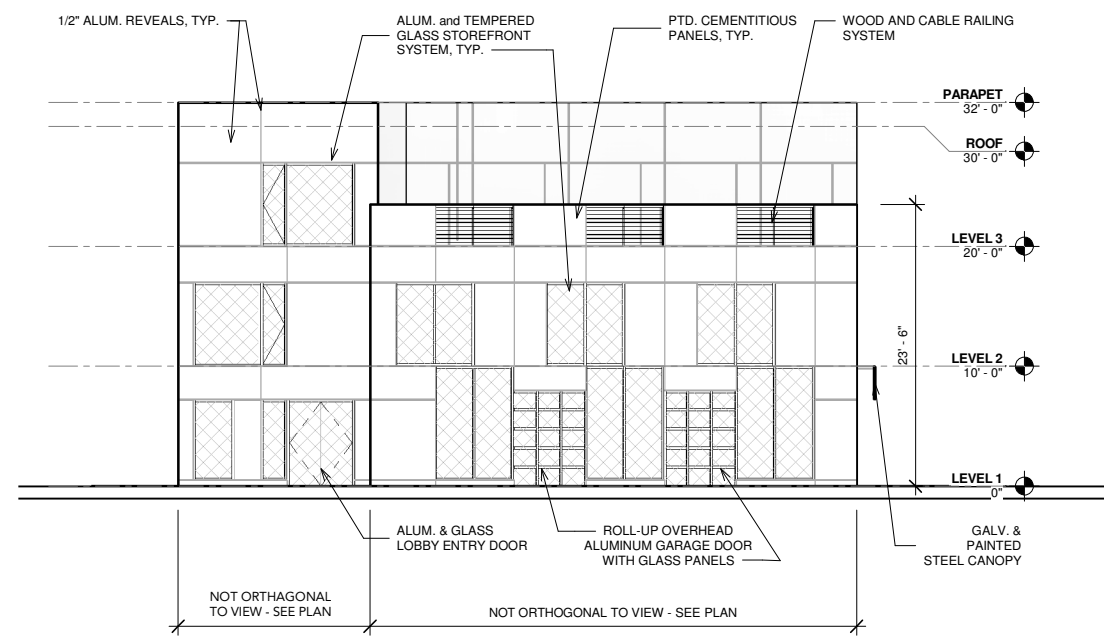 1/2" ALUM. REVEALS, TYP.
ALUM. and TEMPERED
GLASS STOREFRONT
SYSTEM, TYP.
PTD. CEMENTITIOUS
PANELS, TYP.
WOOD AND CABLE RAILING
SYSTEM
PARAPET
32' - 0"
ROOF
30' - 0"
LEVEL 3
20' - 0"
23' - 6"
LEVEL 2
10' - 0"
LEVEL 1
0"
ALUM. & GLASS
LOBBY ENTRY DOOR
ROLL-UP OVERHEAD
ALUMINUM GARAGE DOOR
WITH GLASS PANELS
GALV. &
PAINTED
STEEL CANOPY
NOT ORTHAGONAL
TO VIEW - SEE PLAN
NOT ORTHOGONAL TO VIEW - SEE PLAN